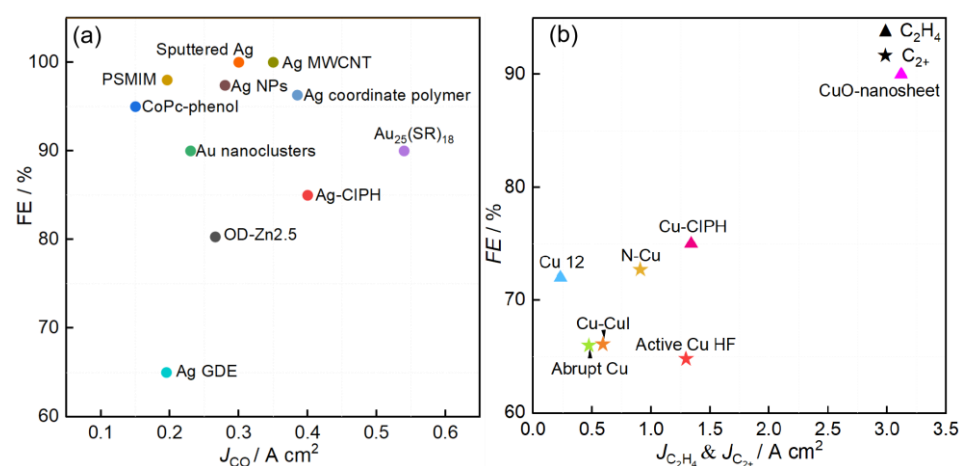 (a)
Sputtered Ag
Ag MWCNT
PSMIM
Ag NPs
CoPc-phenol
Ag coordinate polymer
Au₂₅(SR)₁₈
Au nanoclusters
Ag-CIPH
OD-Zn2.5
Ag GDE
100
90
80
70
60
FE / %
0.1 0.2 0.3 0.4 0.5 0.6
J_CO / A cm²
(b)
▲ C₂H₄
★ C₂₊
CuO-nanosheet
Cu-CIPH
N-Cu
Cu 12
Cu-CuI
Active Cu HF
Abrupt Cu
90
80
70
60
FE / %
0.0 0.5 1.0 1.5 2.0 2.5 3.0 3.5
J_C₂H₄ & J_C₂₊ / A cm²